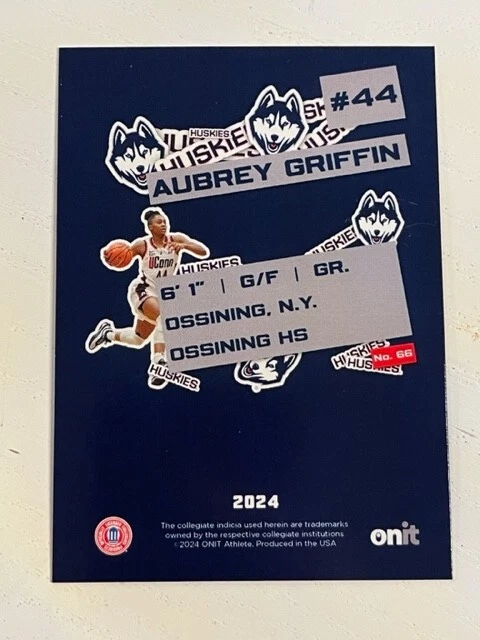 #44
HUSKIES
HUSKIE
AUBREY GRIFFIN
UConn
44
HUSKIES
6' 1" | G/F | GR.
OSSINING, N.Y.
OSSINING HS
No. 66
HUSKIES
HUSKIES
2024
The collegiate indicia used herein are trademarks
owned by the respective collegiate institutions
©2024 ONIT Athlete, Produced in the USA
onit